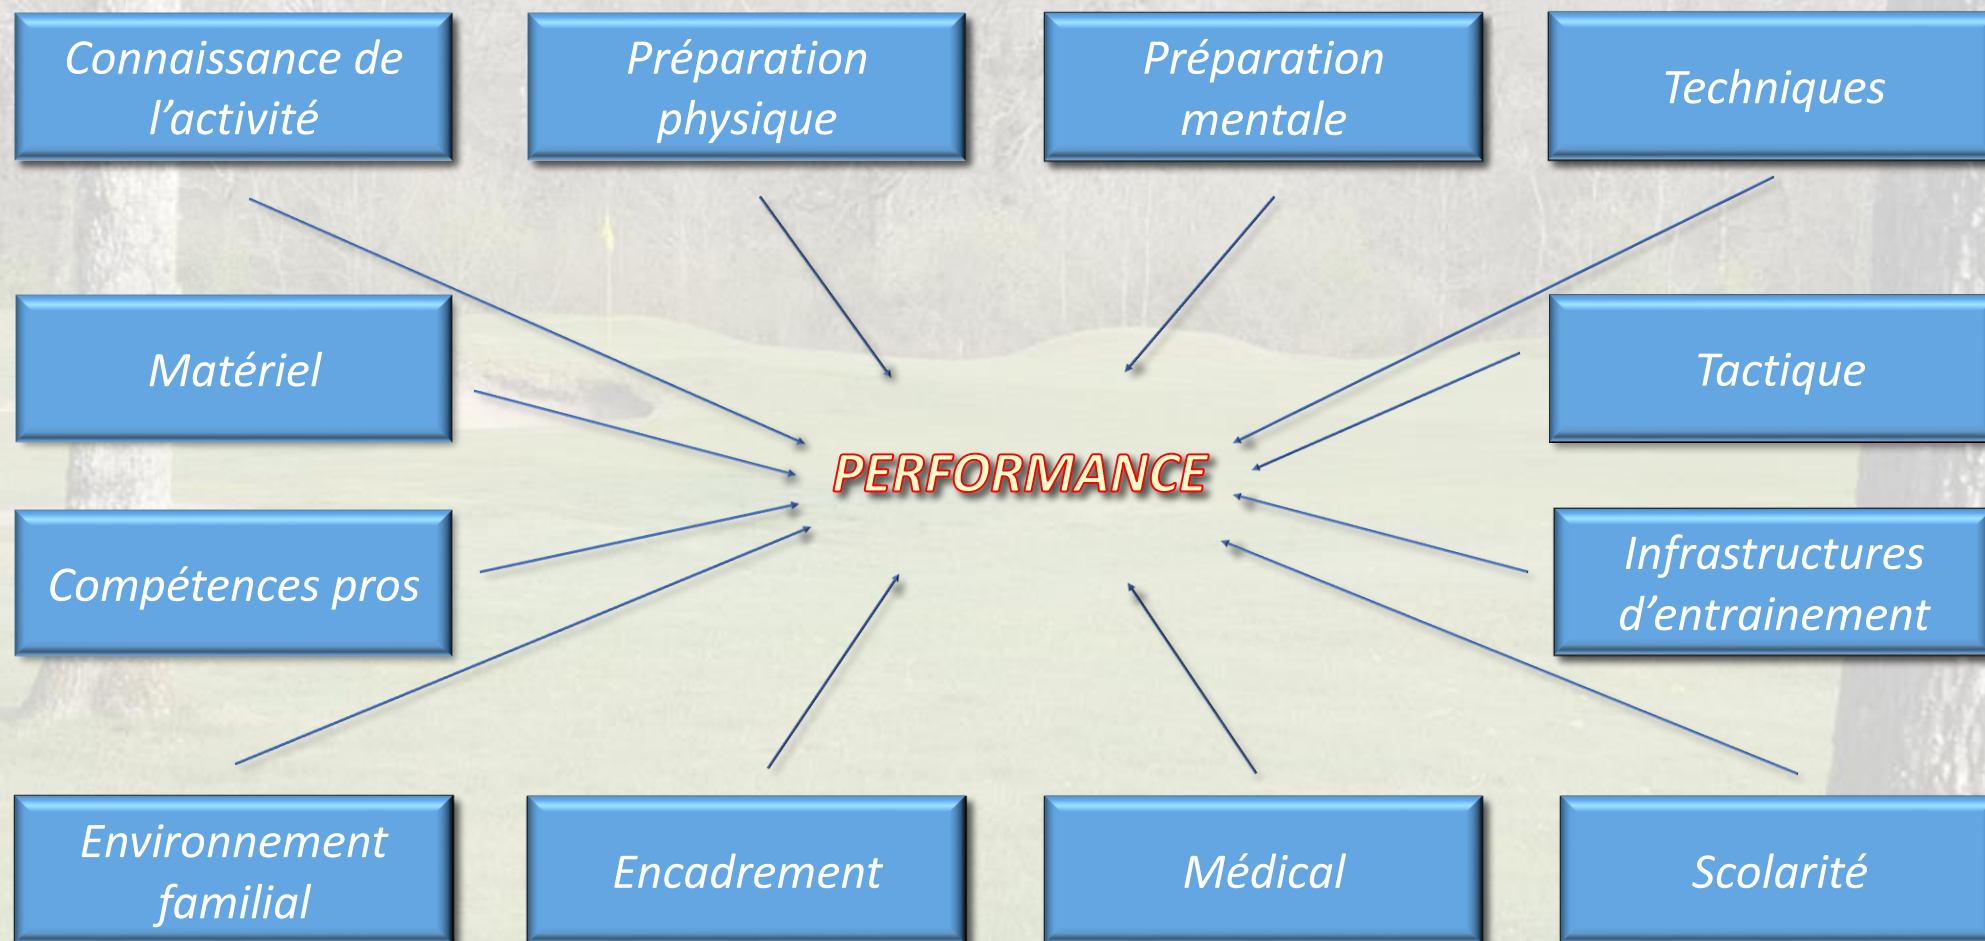 Connaissance de
l’activité
Préparation
physique
Préparation
mentale
Techniques
Matériel
Tactique
PERFORMANCE
Compétences pros
Infrastructures
d’entrainement
Environnement
familial
Encadrement
Médical
Scolarité